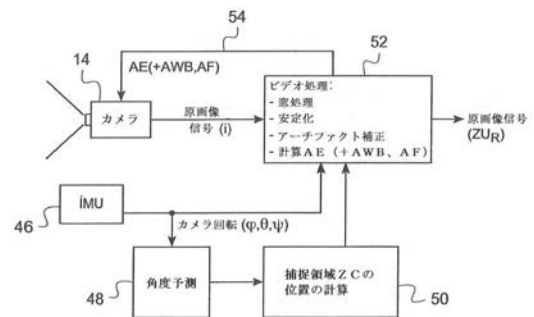 54
52
14
AE(+AWB,AF)
カメラ
原画像
信号 (i)
ビデオ処理:
- 窓処理
- 安定化
- アーチファクト補正
- 計算AE (+AWB、AF)
原画像信号
(ZU_R)
IMU
46
カメラ回転 (φ,θ,ψ)
角度予測
48
捕捉領域ZCの
位置の計算
50